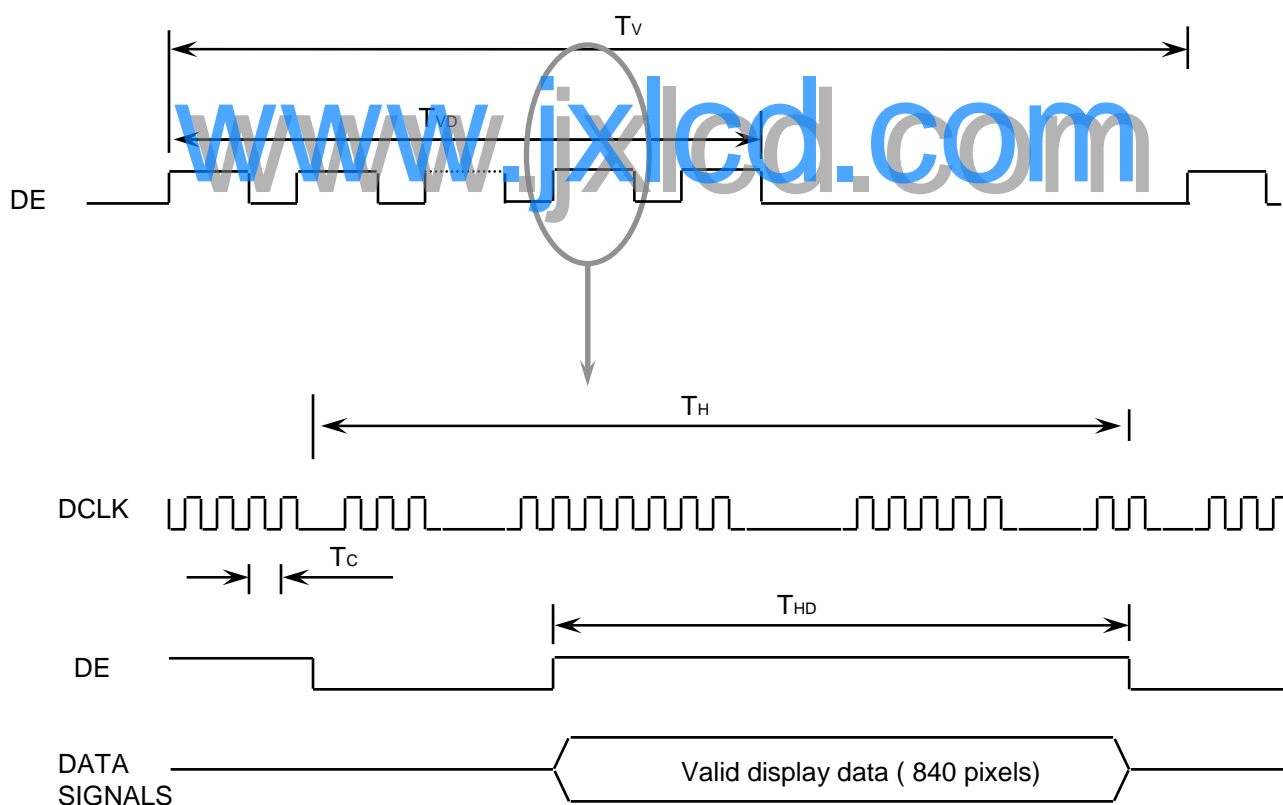 TV
www.jxlcd.com
TVD
DE
TH
DCLK
TC
THD
DE
DATA
SIGNALS
Valid display data ( 840 pixels)